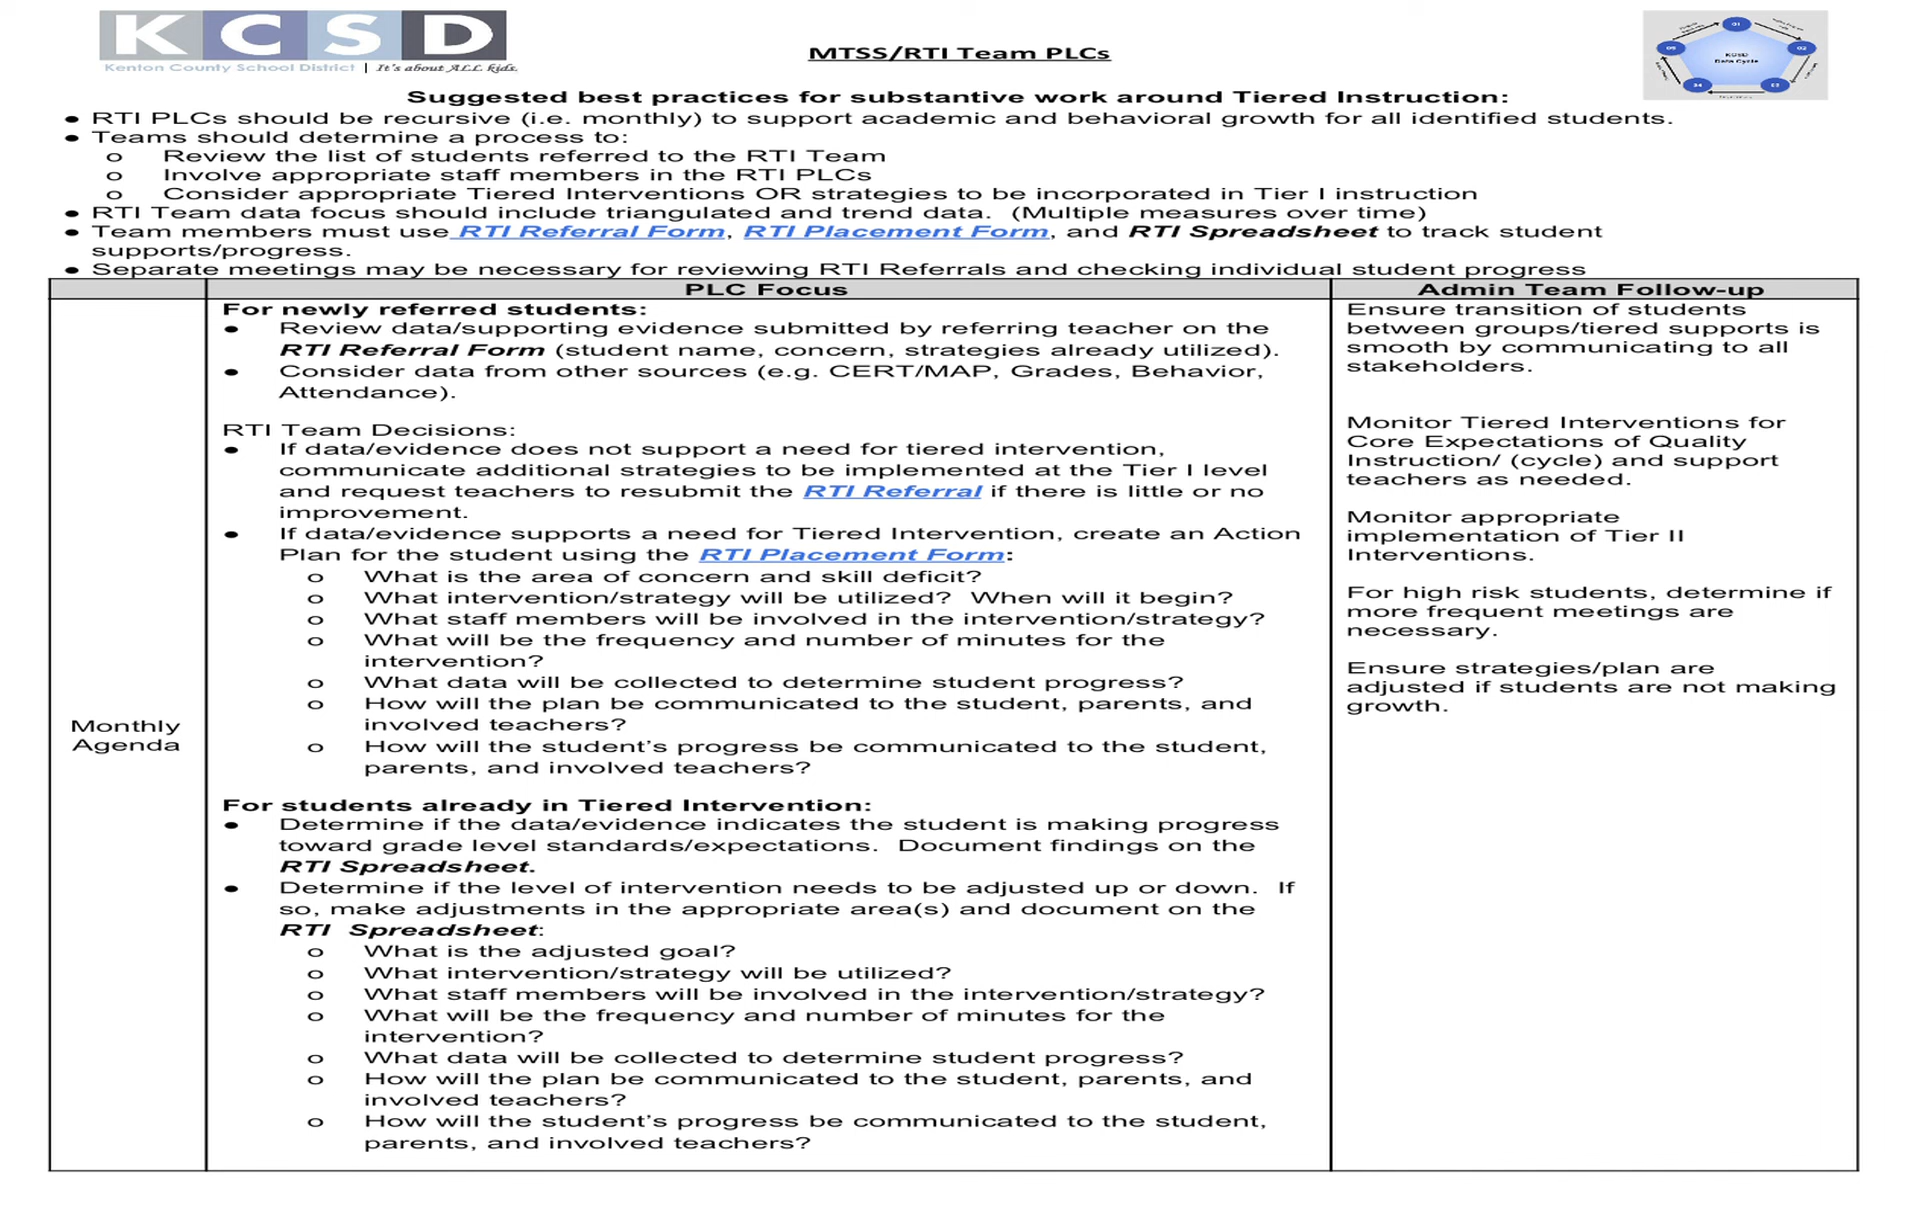 KCSD
Kenton County School District | It's about ALL kids.
MTSS/RTI Team PLCs
01
02
03
04
05
KCSD
Data Cycle
Suggested best practices for substantive work around Tiered Instruction:
● RTI PLCs should be recursive (i.e. monthly) to support academic and behavioral growth for all identified students.
● Teams should determine a process to:
o Review the list of students referred to the RTI Team
o Involve appropriate staff members in the RTI PLCs
o Consider appropriate Tiered Interventions OR strategies to be incorporated in Tier I instruction
● RTI Team data focus should include triangulated and trend data. (Multiple measures over time)
● Team members must use RTI Referral Form, RTI Placement Form, and RTI Spreadsheet to track student
supports/progress.
● Separate meetings may be necessary for reviewing RTI Referrals and checking individual student progress
PLC Focus
Admin Team Follow-up
Monthly
Agenda
For newly referred students:
● Review data/supporting evidence submitted by referring teacher on the
RTI Referral Form (student name, concern, strategies already utilized).
● Consider data from other sources (e.g. CERT/MAP, Grades, Behavior,
Attendance).
RTI Team Decisions:
● If data/evidence does not support a need for tiered intervention,
communicate additional strategies to be implemented at the Tier I level
and request teachers to resubmit the RTI Referral if there is little or no
improvement.
● If data/evidence supports a need for Tiered Intervention, create an Action
Plan for the student using the RTI Placement Form:
o What is the area of concern and skill deficit?
o What intervention/strategy will be utilized? When will it begin?
o What staff members will be involved in the intervention/strategy?
o What will be the frequency and number of minutes for the
intervention?
o What data will be collected to determine student progress?
o How will the plan be communicated to the student, parents, and
involved teachers?
o How will the student's progress be communicated to the student,
parents, and involved teachers?
For students already in Tiered Intervention:
● Determine if the data/evidence indicates the student is making progress
toward grade level standards/expectations. Document findings on the
RTI Spreadsheet.
● Determine if the level of intervention needs to be adjusted up or down. If
so, make adjustments in the appropriate area(s) and document on the
RTI Spreadsheet:
o What is the adjusted goal?
o What intervention/strategy will be utilized?
o What staff members will be involved in the intervention/strategy?
o What will be the frequency and number of minutes for the
intervention?
o What data will be collected to determine student progress?
o How will the plan be communicated to the student, parents, and
involved teachers?
o How will the student's progress be communicated to the student,
parents, and involved teachers?
Ensure transition of students
between groups/tiered supports is
smooth by communicating to all
stakeholders.
Monitor Tiered Interventions for
Core Expectations of Quality
Instruction/ (cycle) and support
teachers as needed.
Monitor appropriate
implementation of Tier II
Interventions.
For high risk students, determine if
more frequent meetings are
necessary.
Ensure strategies/plan are
adjusted if students are not making
growth.